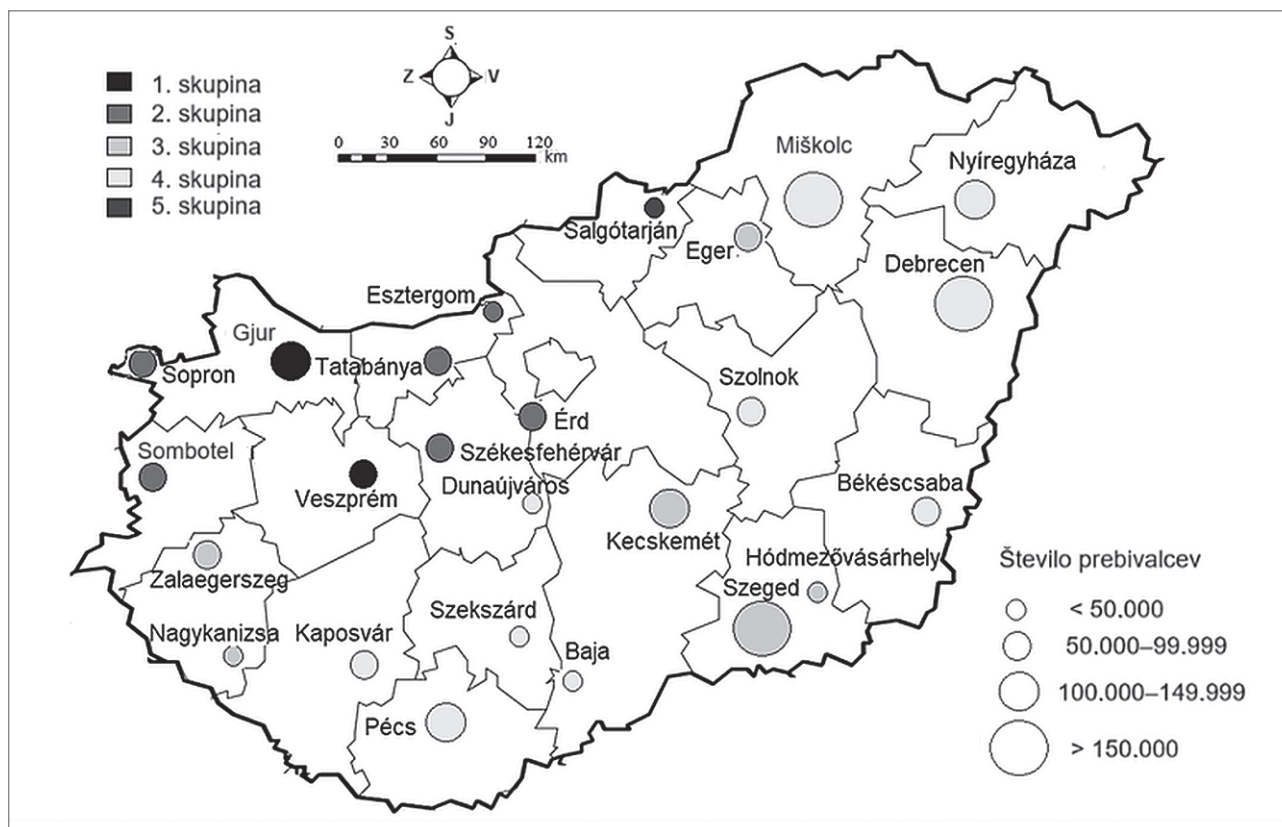 S
Z V
J
0 30 60 90 120
km
1. skupina
2. skupina
3. skupina
4. skupina
5. skupina
Miškolc
Nyíregyháza
Salgótarján
Eger
Debrecen
Esztergom
Gjur
Tatabánya
Sopron
Szolnok
Érd
Sombotel
Székesfehérvár
Veszprém
Dunaújváros
Békéscsaba
Kecskemét
Hódmezővásárhely
Szeged
Zalaegerszeg
Szekszárd
Nagykanizsa
Kaposvár
Baja
Pécs
Število prebivalcev
< 50.000
50.000–99.999
100.000–149.999
> 150.000